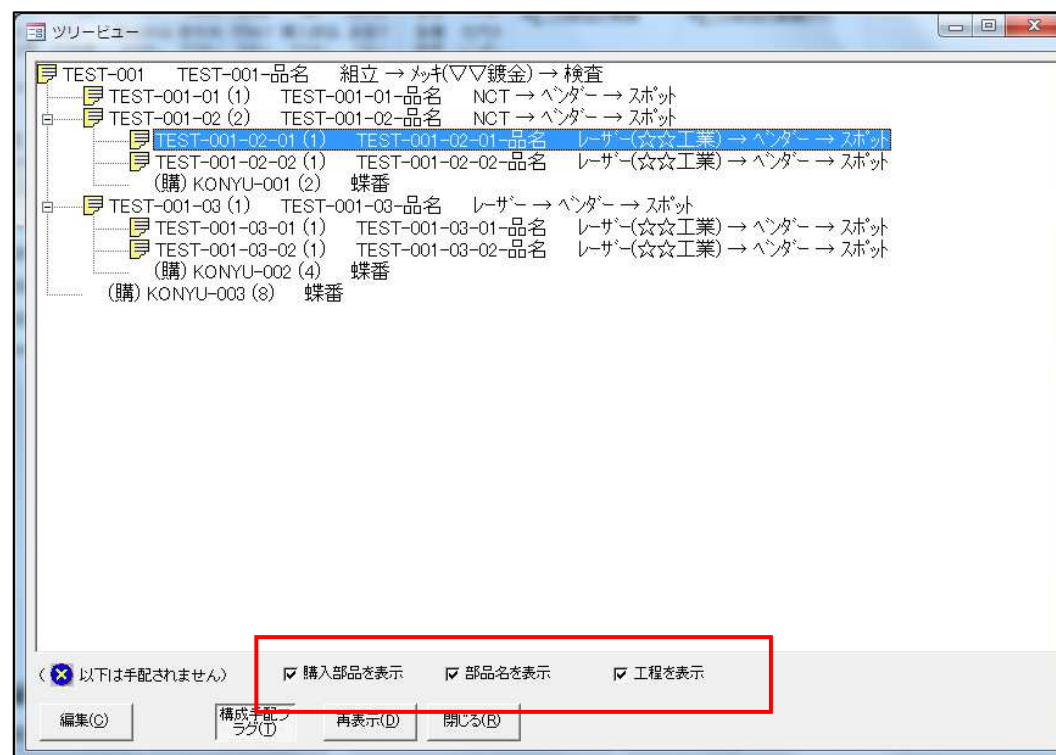 ツリービュー
TEST-001 TEST-001-品名 組立 → メッキ(▽▽鍍金) → 検査
TEST-001-01 (1) TEST-001-01-品名 NCT → ベンダー → スポット
TEST-001-02 (2) TEST-001-02-品名 NCT → ベンダー → スポット
TEST-001-02-01 (1) TEST-001-02-01-品名 レーザー(☆☆工業) → ベンダー → スポット
TEST-001-02-02 (1) TEST-001-02-02-品名 レーザー(☆☆工業) → ベンダー → スポット
(購) KONYU-001 (2) 蝶番
TEST-001-03 (1) TEST-001-03-品名 レーザー → ベンダー → スポット
TEST-001-03-01 (1) TEST-001-03-01-品名 レーザー(☆☆工業) → ベンダー → スポット
TEST-001-03-02 (1) TEST-001-03-02-品名 レーザー(☆☆工業) → ベンダー → スポット
(購) KONYU-002 (4) 蝶番
(購) KONYU-003 (8) 蝶番
( 以下は手配されません) 購入部品を表示 部品名を表示 工程を表示
編集(C) 構成手配フラグ(T) 再表示(D) 閉じる(R)